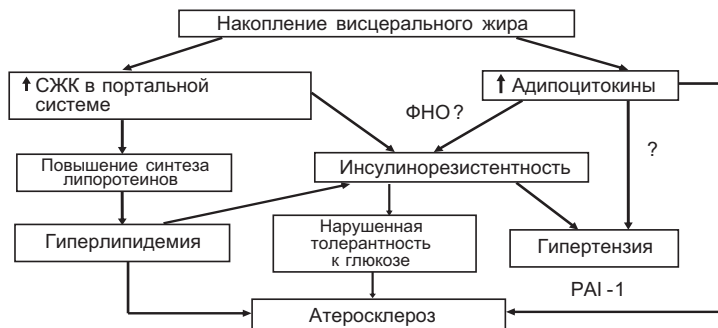 Накопление висцерального жира
↑ СЖК в портальной
системе
↑ Адипоцитокины
ФНО ?
?
Повышение синтеза
липоротеинов
Инсулинорезистентность
Гиперлипидемия
Нарушенная
толерантность
к глюкозе
Гипертензия
PAI -1
Атеросклероз